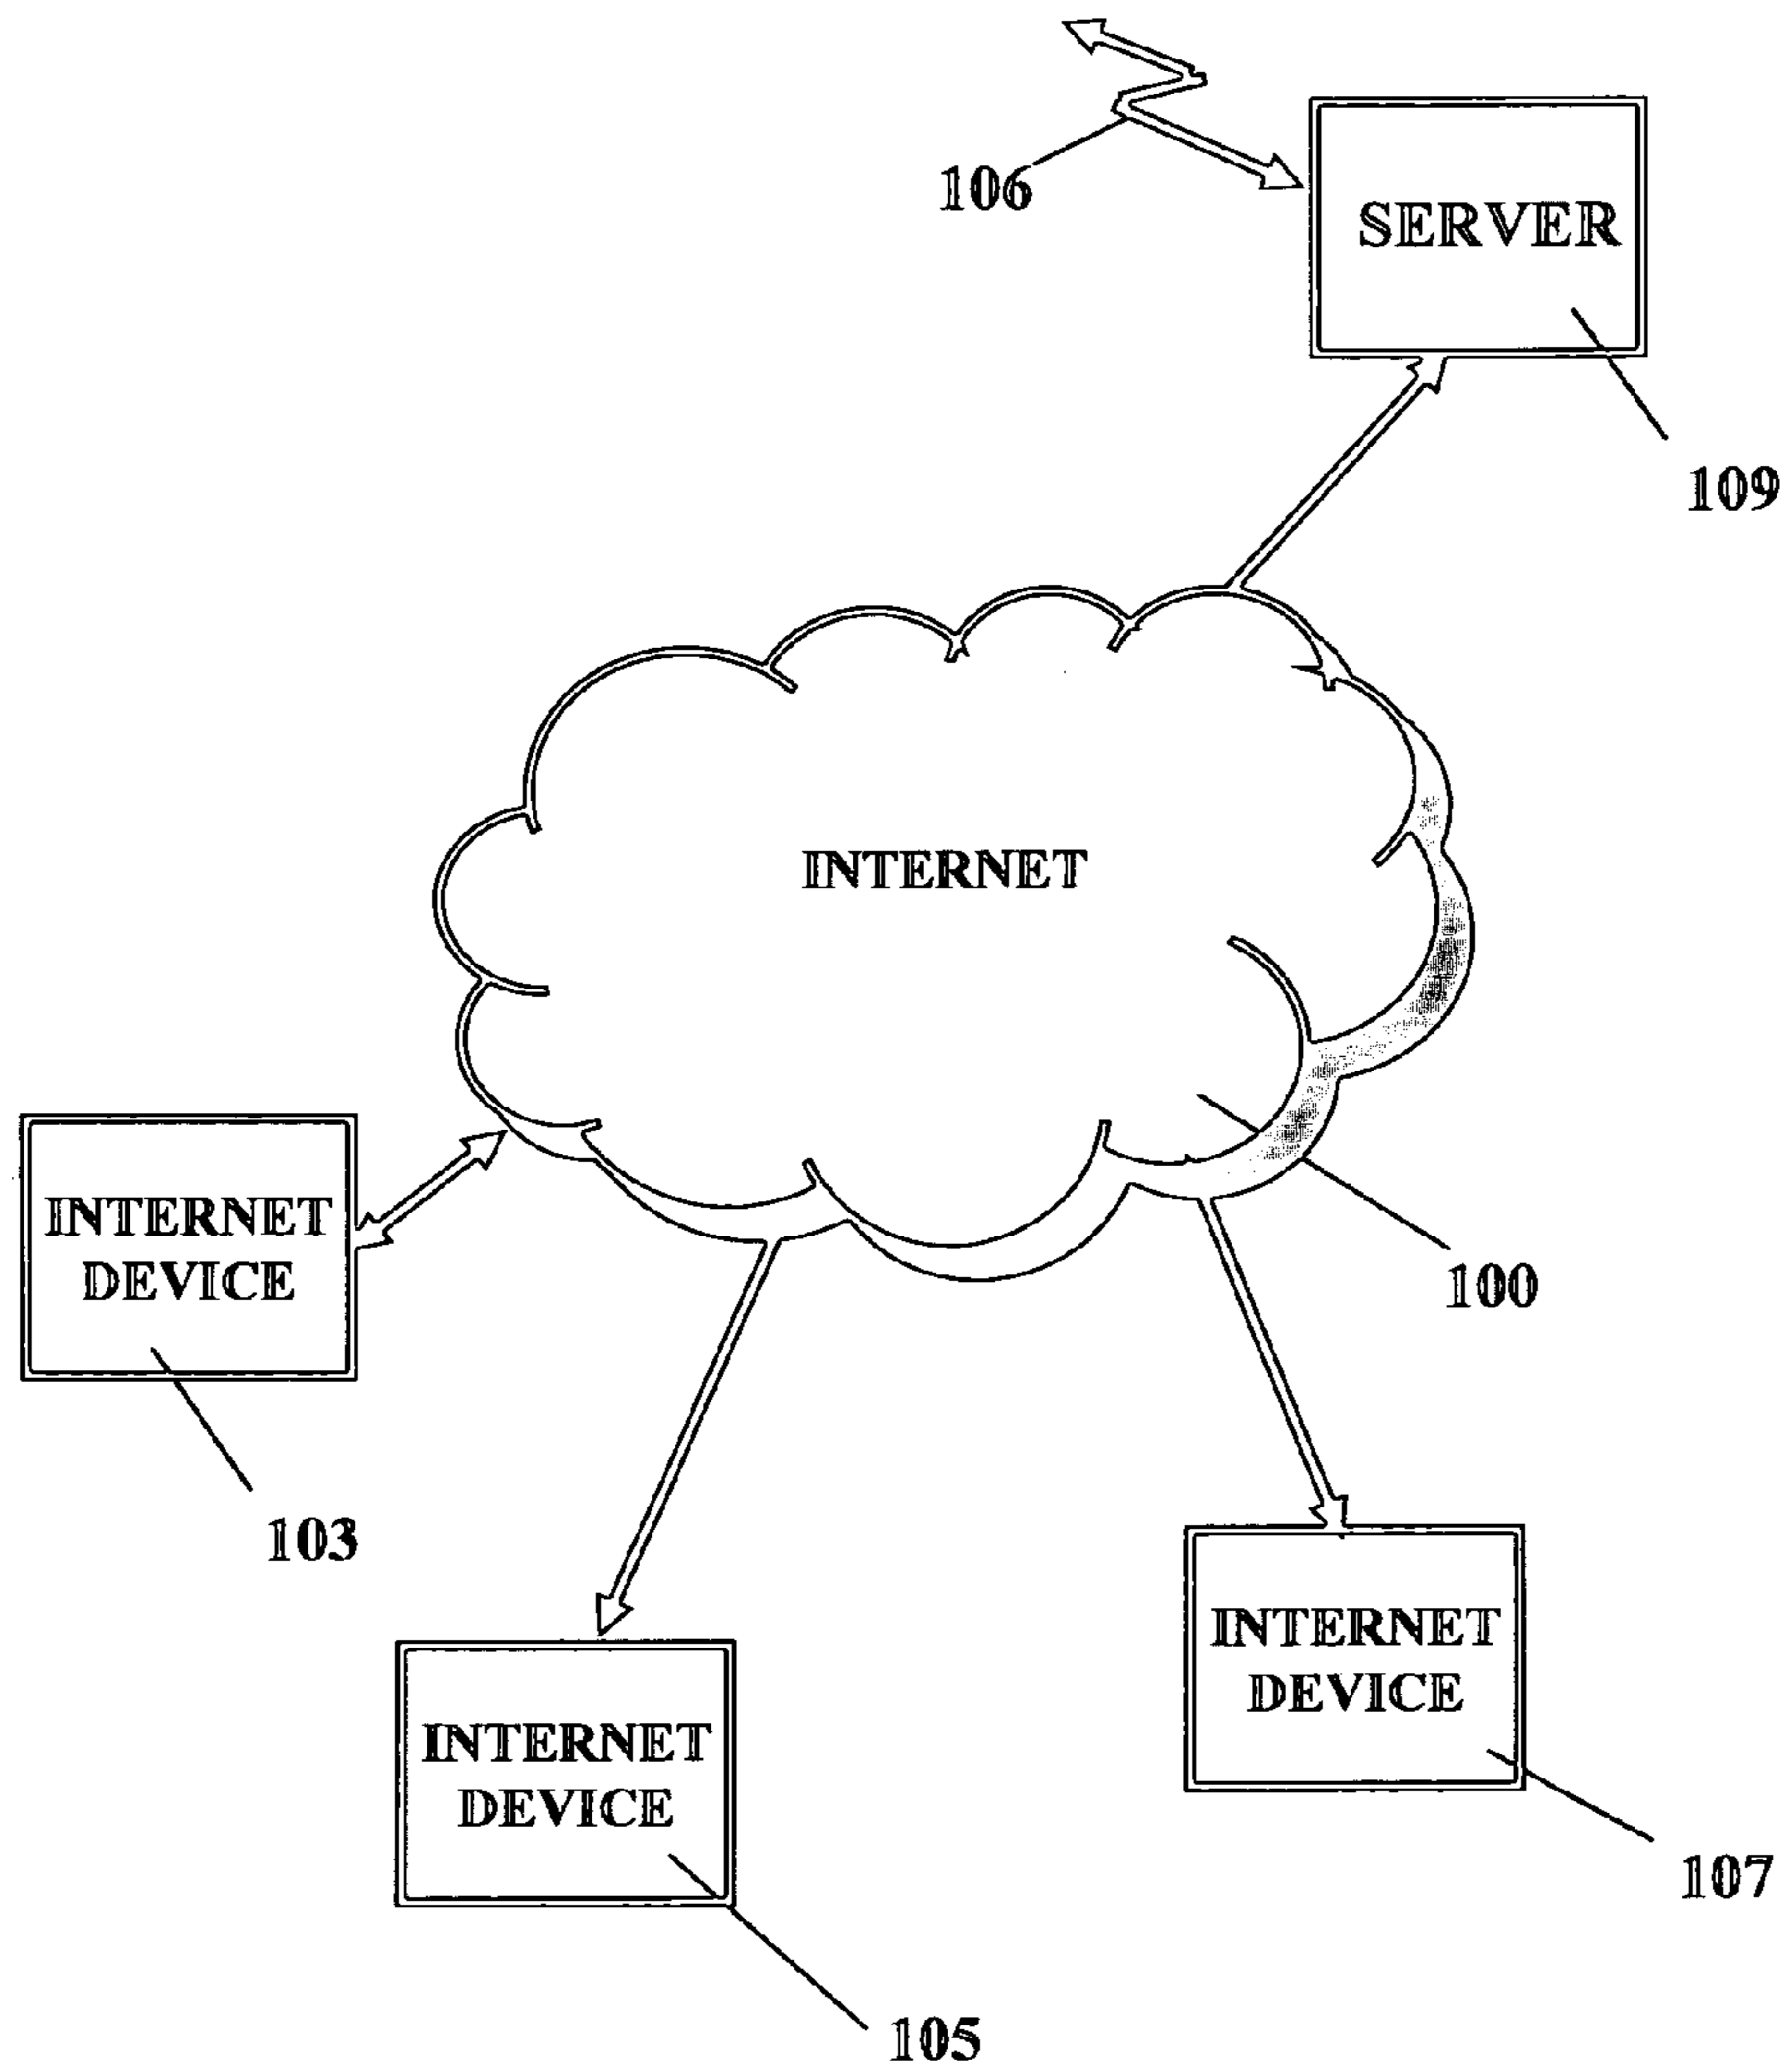 106
SERVER
109
INTERNET
100
INTERNET
DEVICE
103
INTERNET
DEVICE
107
INTERNET
DEVICE
105